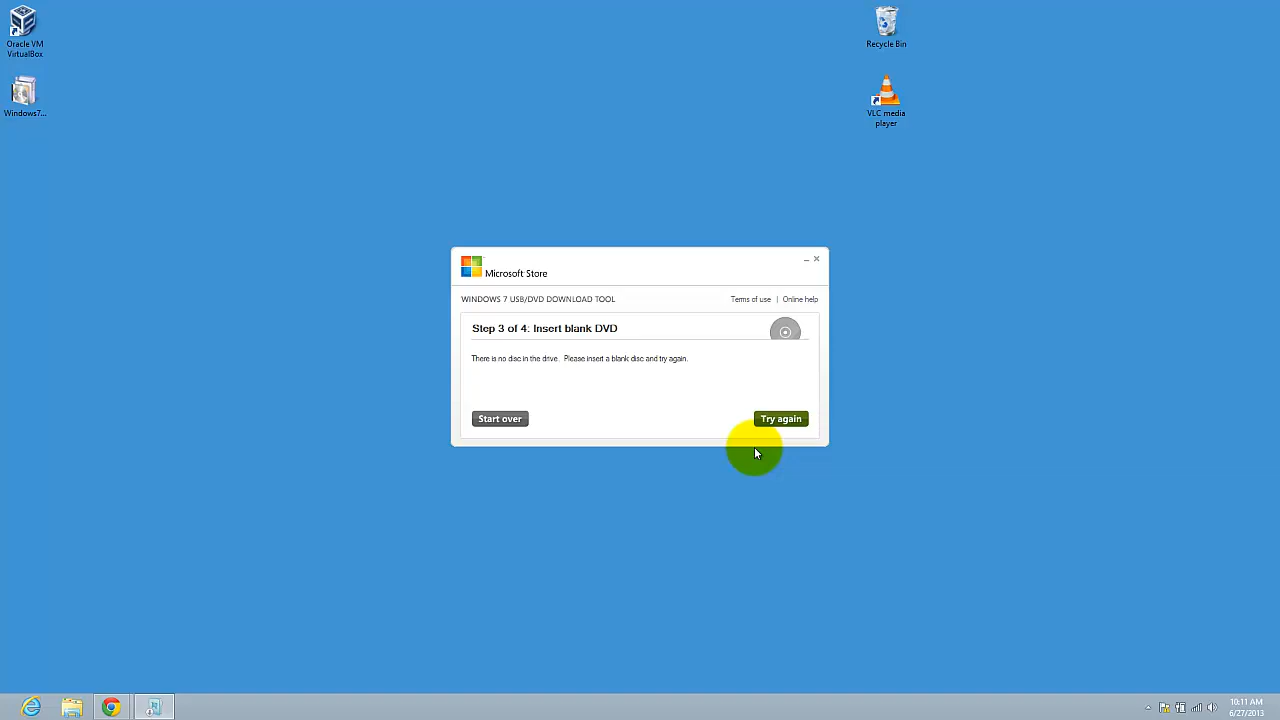 Oracle VM
VirtualBox
Windows7...
Recycle Bin
VLC media
player
Microsoft Store
WINDOWS 7 USB/DVD DOWNLOAD TOOL
Terms of use | Online help
Step 3 of 4: Insert blank DVD
There is no disc in the drive. Please insert a blank disc and try again.
Start over
Try again
10:11 AM
6/27/2013